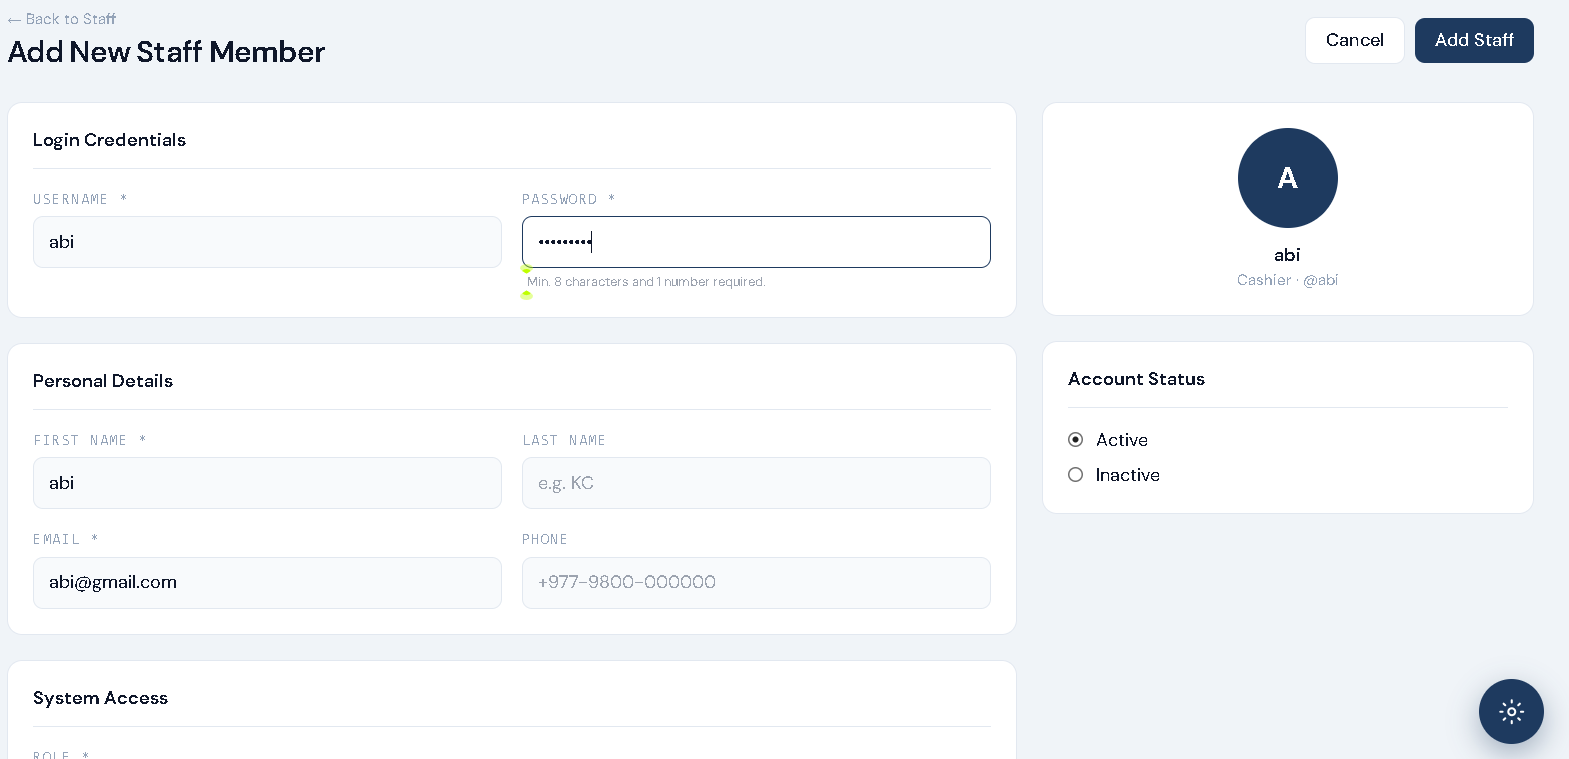 ← Back to Staff
Add New Staff Member
Cancel
Add Staff
Login Credentials
USERNAME *
PASSWORD *
abi
•••••••••
Min. 8 characters and 1 number required.
A
abi
Cashier · @abi
Personal Details
FIRST NAME *
LAST NAME
abi
e.g. KC
EMAIL *
PHONE
abi@gmail.com
+977-9800-000000
Account Status
Active
Inactive
System Access
ROLE *